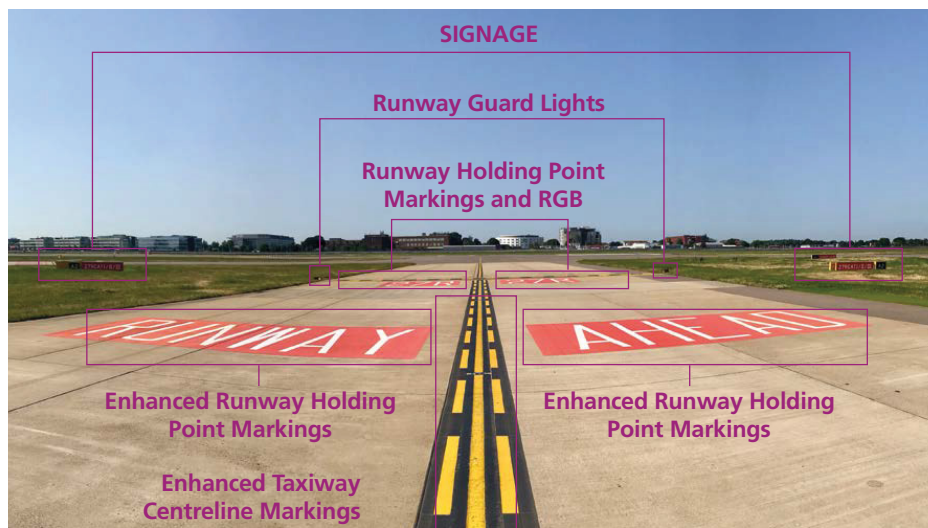 SIGNAGE
Runway Guard Lights
Runway Holding Point
Markings and RGB
RUNWAY AHEAD
Enhanced Runway Holding
Point Markings
Enhanced Runway Holding
Point Markings
Enhanced Taxiway
Centreline Markings